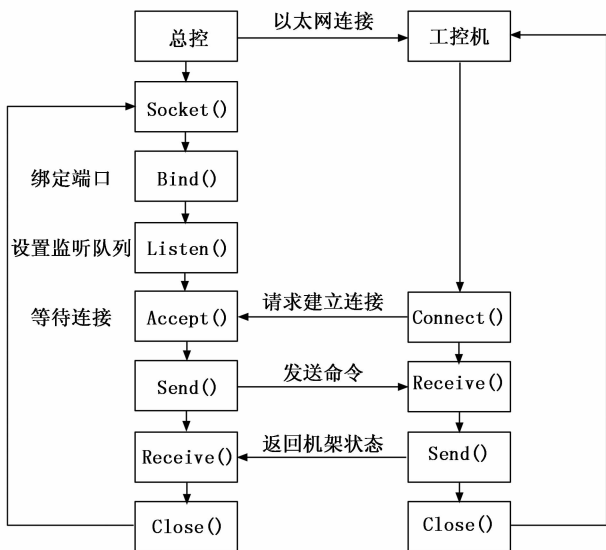 总控
以太网连接
工控机
Socket()
绑定端口
Bind()
设置监听队列
Listen()
等待连接
Accept()
请求建立连接
Connect()
Send()
发送命令
Receive()
Receive()
返回机架状态
Send()
Close()
Close()